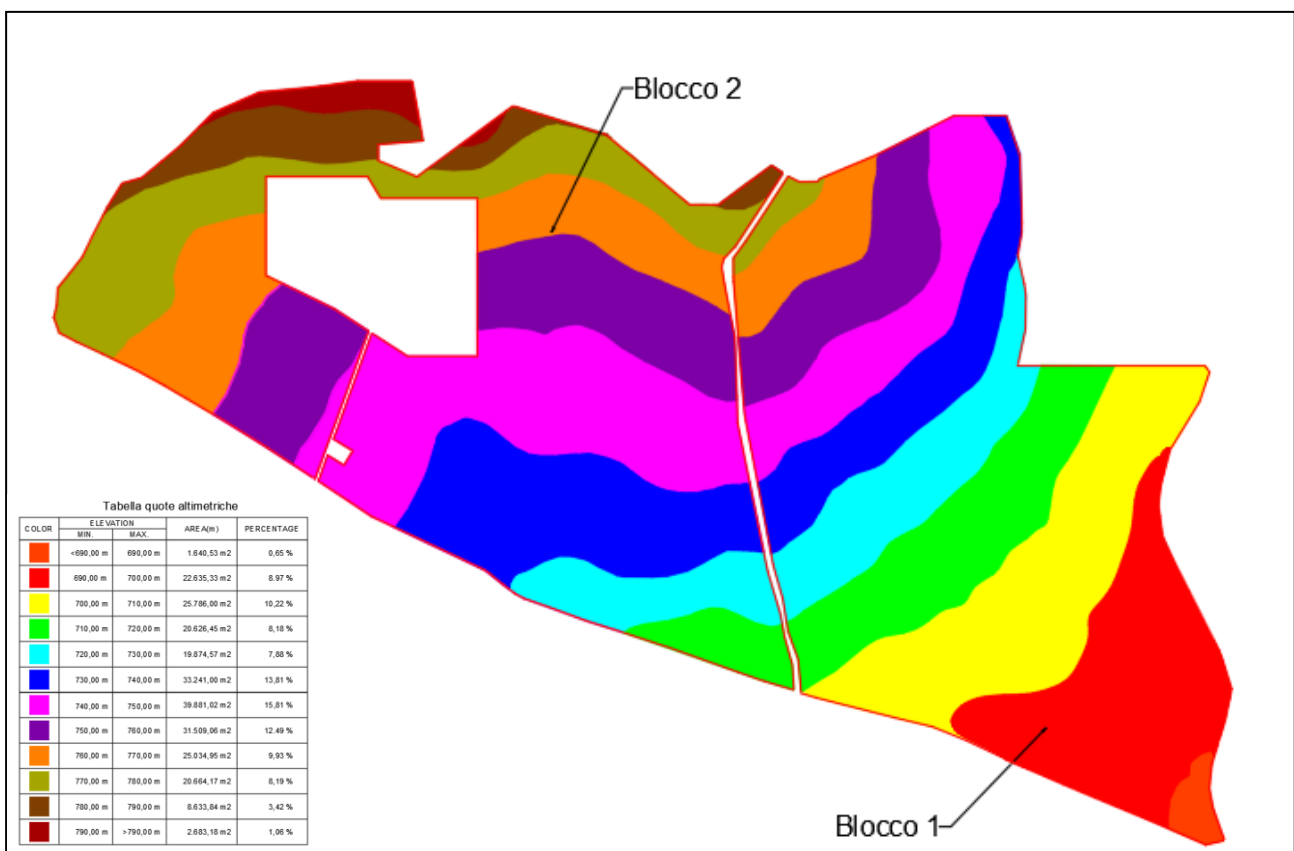 Blocco 2
Tabella quote altimetriche
COLOR ELEVATION AREA(m) PERCENTAGE
MIN. MAX.
<690,00 m 690,00 m 1.640,53 m2 0,65 %
690,00 m 700,00 m 22.635,33 m2 8.97 %
700,00 m 710,00 m 25.786,00 m2 10,22 %
710,00 m 720,00 m 20.626,45 m2 8,18 %
720,00 m 730,00 m 19.874,57 m2 7,88 %
730,00 m 740,00 m 33.241,00 m2 13,81 %
740,00 m 750,00 m 39.881,02 m2 15,81 %
750,00 m 760,00 m 31.509,06 m2 12.49 %
760,00 m 770,00 m 25.034,95 m2 9,93 %
770,00 m 780,00 m 20.664,17 m2 8,19 %
780,00 m 790,00 m 8.633,84 m2 3,42 %
790,00 m >790,00 m 2.683,18 m2 1,06 %
Blocco 1